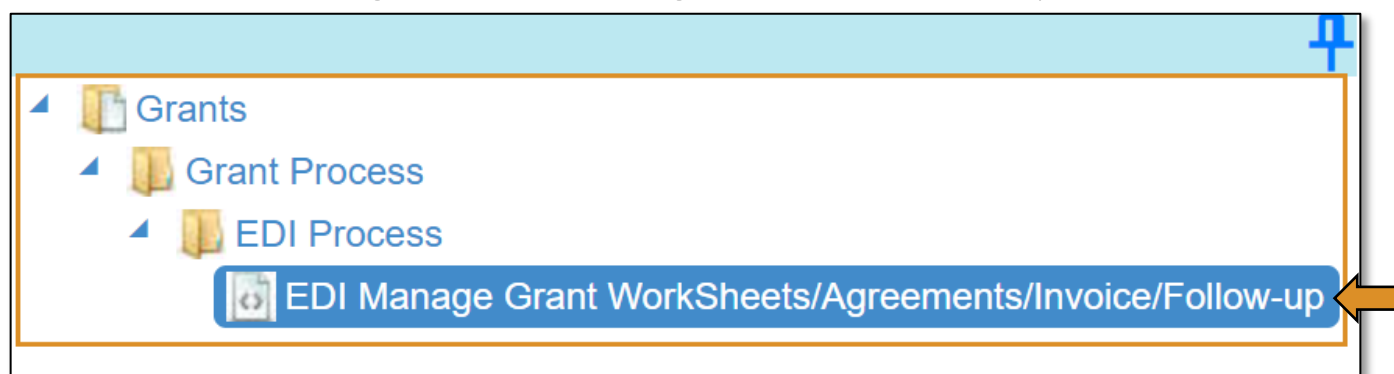 Grants
Grant Process
EDI Process
EDI Manage Grant WorkSheets/Agreements/Invoice/Follow-up